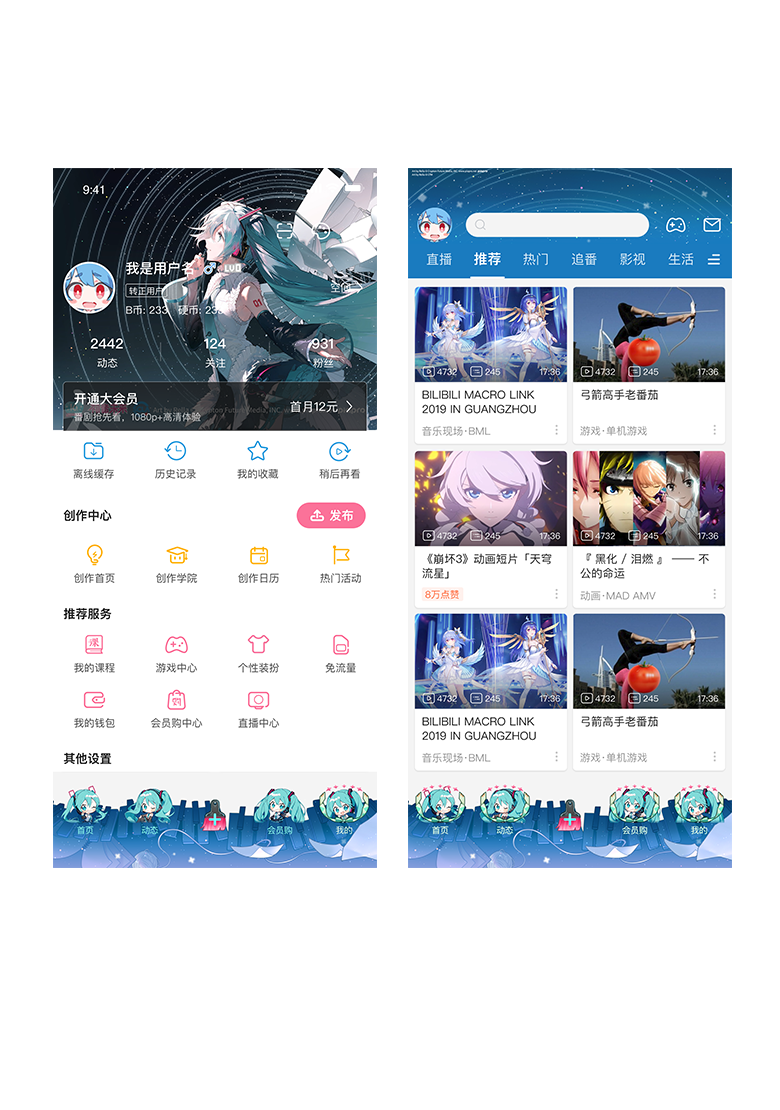 9:41
我是用户名
LV0
转正用户
空间
B币: 233 硬币: 23
2442
动态
124
关注
931
粉丝
开通大会员
番剧抢先看，1080p+高清体验
首月12元
离线缓存
历史记录
我的收藏
稍后再看
创作中心
发布
创作首页
创作学院
创作日历
热门活动
推荐服务
课
我的课程
游戏中心
个性装扮
免流量
我的钱包
会员购中心
直播中心
其他设置
首页
动态
会员购
我的
直播
推荐
热门
追番
影视
生活
4732 245 17:36
BILIBILI MACRO LINK
2019 IN GUANGZHOU
音乐现场·BML
4732 245 17:36
弓箭高手老番茄
游戏·单机游戏
4732 245 17:36
《崩坏3》动画短片「天穹
流星」
8万点赞
4732 245 17:36
『 黑化 / 泪燃 』 —— 不
公的命运
动画·MAD AMV
4732 245 17:36
BILIBILI MACRO LINK
2019 IN GUANGZHOU
音乐现场·BML
4732 245 17:36
弓箭高手老番茄
游戏·单机游戏
首页
动态
会员购
我的